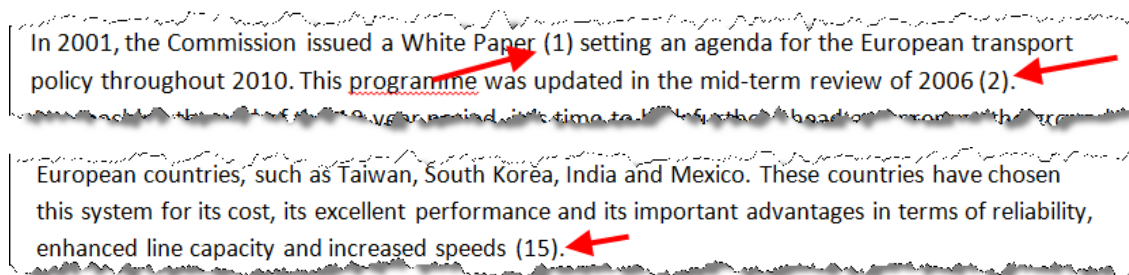 In 2001, the Commission issued a White Paper (1) setting an agenda for the European transport
policy throughout 2010. This programme was updated in the mid-term review of 2006 (2).
European countries, such as Taiwan, South Korea, India and Mexico. These countries have chosen
this system for its cost, its excellent performance and its important advantages in terms of reliability,
enhanced line capacity and increased speeds (15).